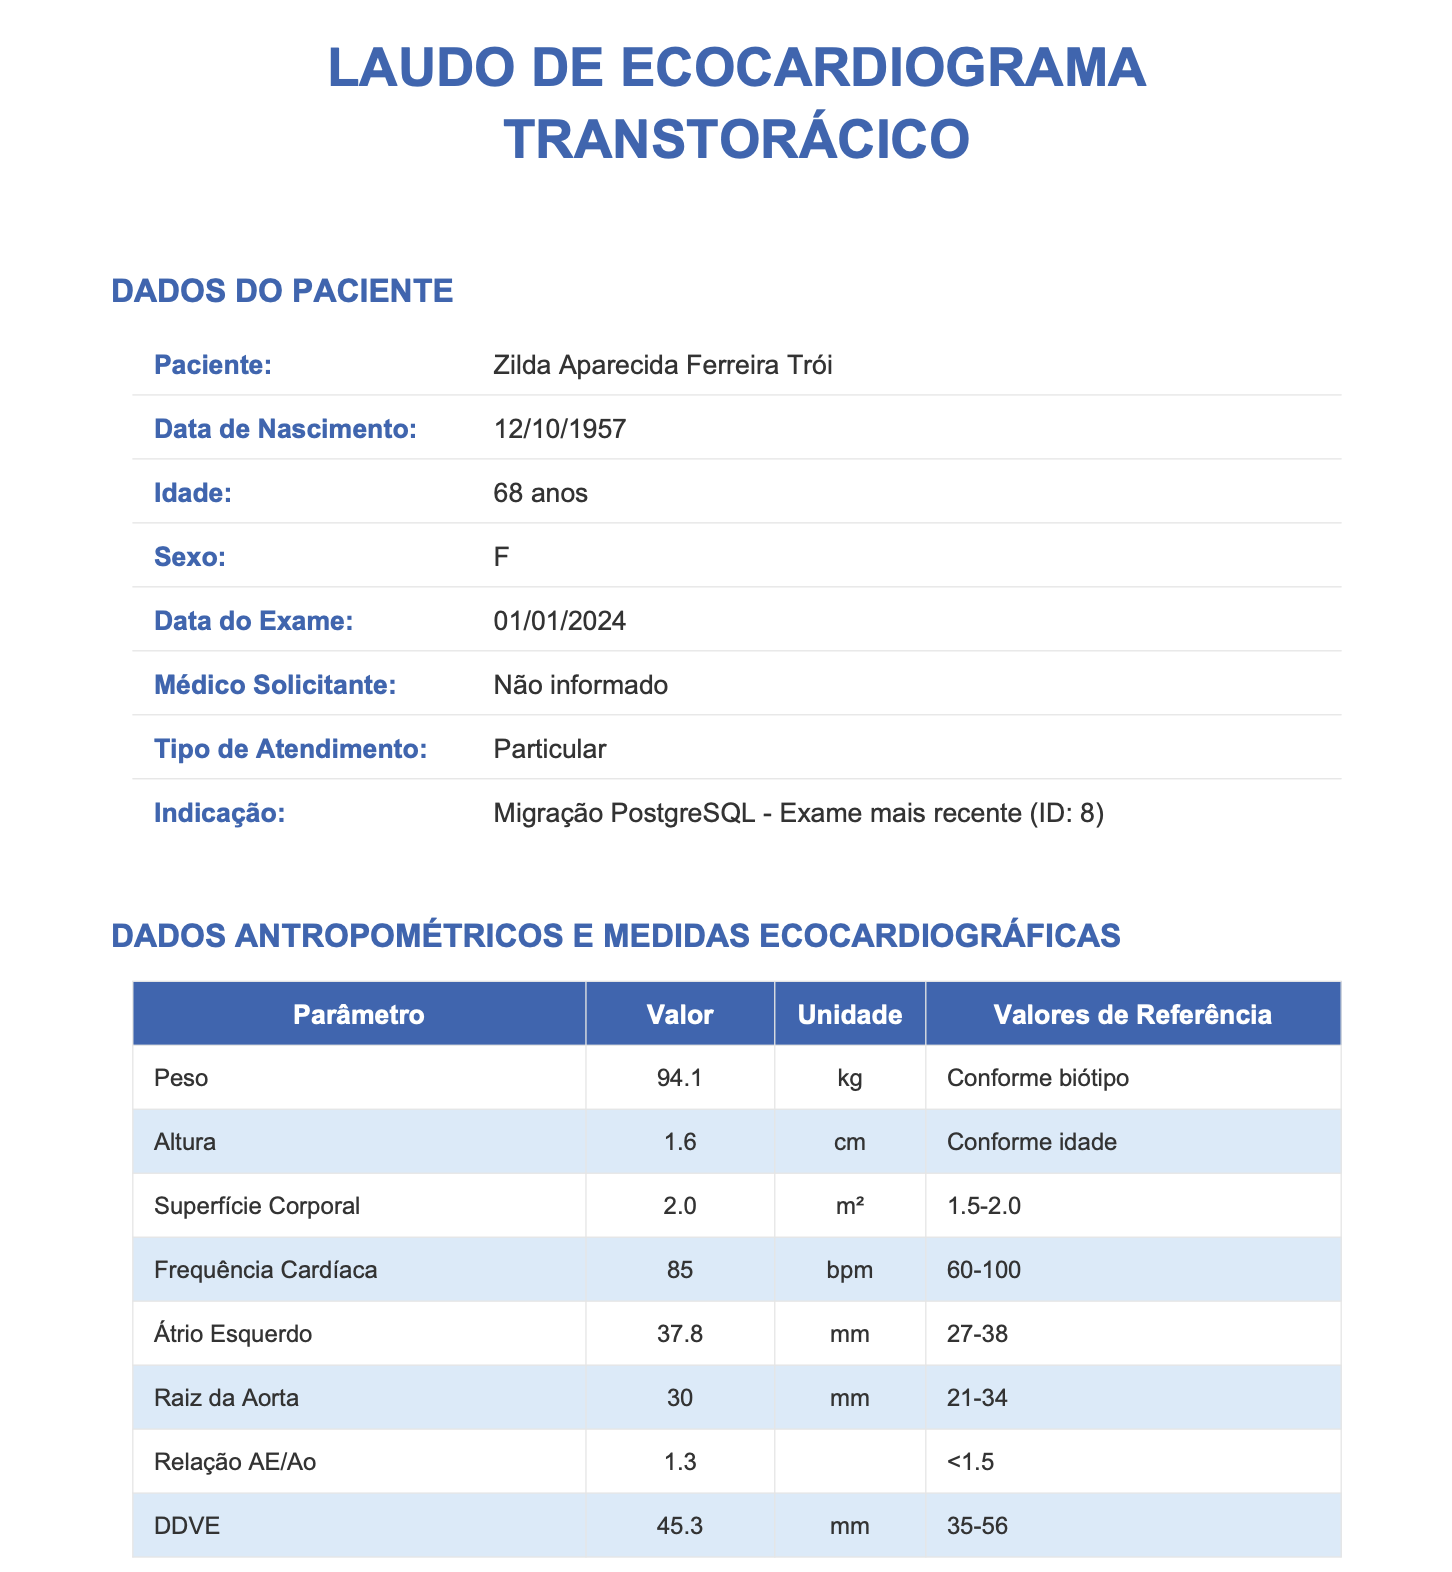 LAUDO DE ECOCARDIOGRAMA
TRANSTORÁCICO
DADOS DO PACIENTE
Paciente: Zilda Aparecida Ferreira Trói
Data de Nascimento: 12/10/1957
Idade: 68 anos
Sexo: F
Data do Exame: 01/01/2024
Médico Solicitante: Não informado
Tipo de Atendimento: Particular
Indicação: Migração PostgreSQL - Exame mais recente (ID: 8)
DADOS ANTROPOMÉTRICOS E MEDIDAS ECOCARDIOGRÁFICAS
Parâmetro Valor Unidade Valores de Referência
Peso 94.1 kg Conforme biótipo
Altura 1.6 cm Conforme idade
Superfície Corporal 2.0 m² 1.5-2.0
Frequência Cardíaca 85 bpm 60-100
Átrio Esquerdo 37.8 mm 27-38
Raiz da Aorta 30 mm 21-34
Relação AE/Ao 1.3 <1.5
DDVE 45.3 mm 35-56